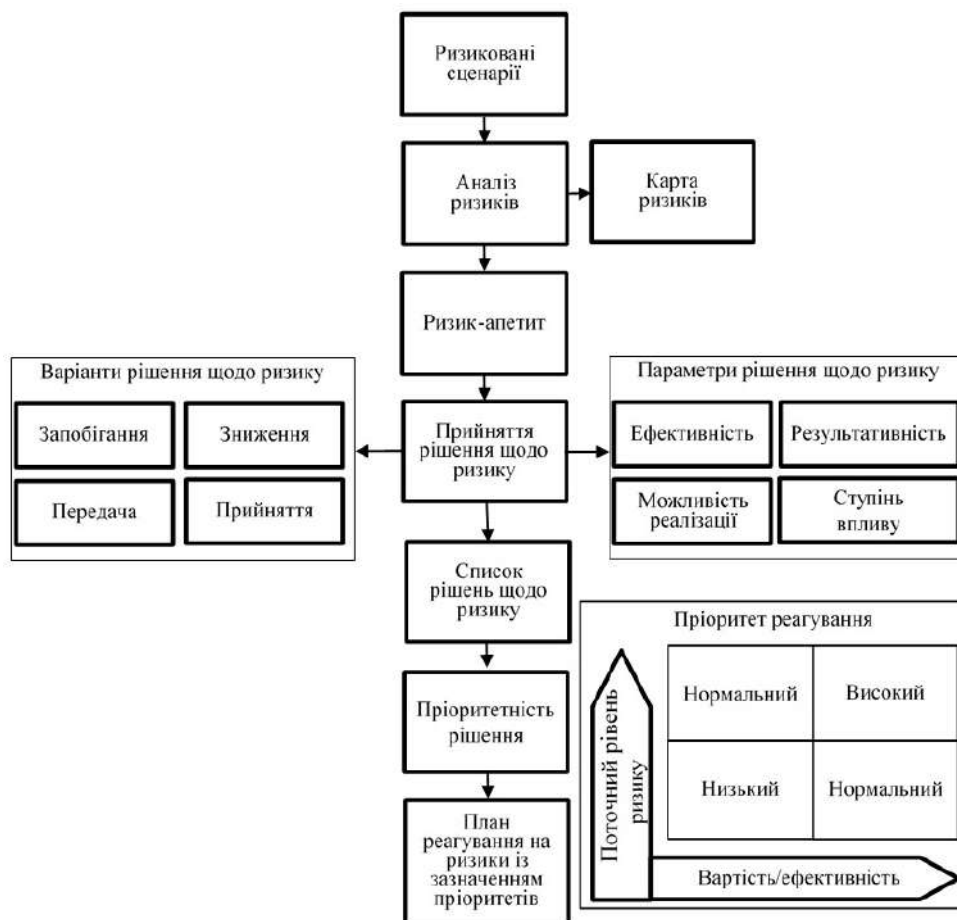 Ризиковані
сценарії
Аналіз
ризиків
Карта
ризиків
Ризик-апетит
Варіанти рішення щодо ризику
Запобігання
Зниження
Передача
Прийняття
Прийняття
рішення щодо
ризику
Параметри рішення щодо ризику
Ефективність
Результативність
Можливість
реалізації
Ступінь
впливу
Список
рішень щодо
ризику
Пріоритетність
рішення
План
реагування на
ризики із
зазначенням
пріоритетів
Пріоритет реагування
Поточний рівень
ризику
Нормальний
Високий
Низький
Нормальний
Вартість/ефективність